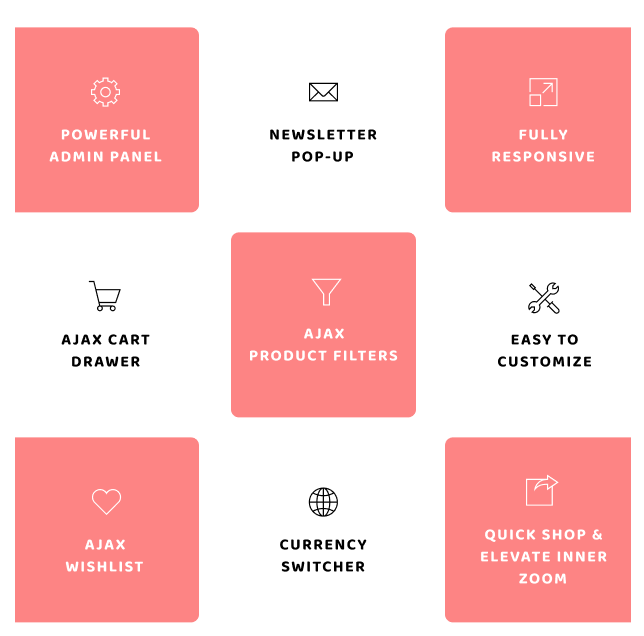 POWERFUL
ADMIN PANEL
NEWSLETTER
POP-UP
FULLY
RESPONSIVE
AJAX CART
DRAWER
AJAX
PRODUCT FILTERS
EASY TO
CUSTOMIZE
AJAX
WISHLIST
CURRENCY
SWITCHER
QUICK SHOP &
ELEVATE INNER
ZOOM